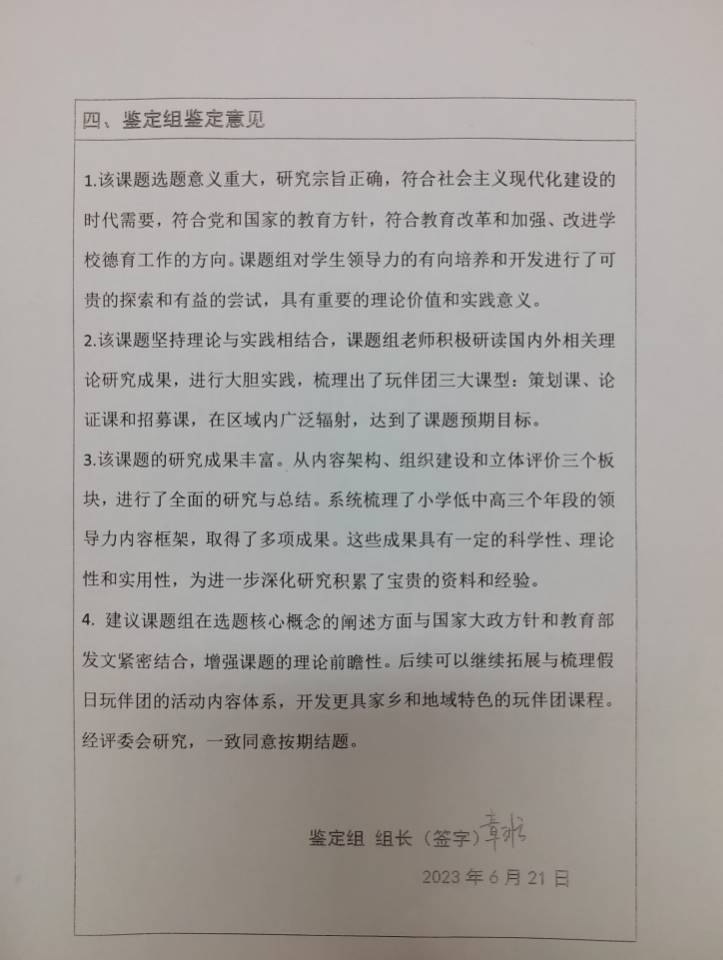 四、鉴定组鉴定意见
1.该课题选题意义重大，研究宗旨正确，符合社会主义现代化建设的
时代需要，符合党和国家的教育方针，符合教育改革和加强、改进学
校德育工作的方向。课题组对学生领导力的有向培养和开发进行了可
贵的探索和有益的尝试，具有重要的理论价值和实践意义。
2.该课题坚持理论与实践相结合，课题组老师积极研读国内外相关理
论研究成果，进行大胆实践，梳理出了玩伴团三大课型：策划课、论
证课和招募课，在区域内广泛辐射，达到了课题预期目标。
3.该课题的研究成果丰富。从内容架构、组织建设和立体评价三个板
块，进行了全面的研究与总结。系统梳理了小学低中高三个年段的领
导力内容框架，取得了多项成果。这些成果具有一定的科学性、理论
性和实用性，为进一步深化研究积累了宝贵的资料和经验。
4. 建议课题组在选题核心概念的阐述方面与国家大政方针和教育部
发文紧密结合，增强课题的理论前瞻性。后续可以继续拓展与梳理假
日玩伴团的活动内容体系，开发更具家乡和地域特色的玩伴团课程。
经评委会研究，一致同意按期结题。
鉴定组 组长（签字）章
2023 年 6 月 21 日